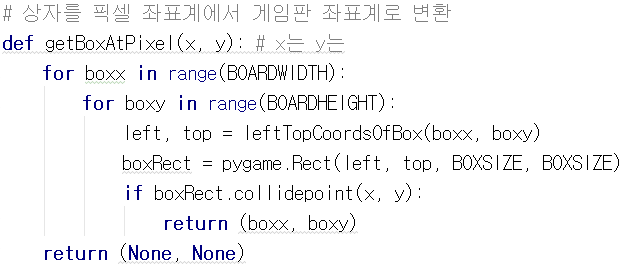 # 상자를 픽셀 좌표계에서 게임판 좌표계로 변환
def getBoxAtPixel(x, y): # x는 y는
    for boxx in range(BOARDWIDTH):
        for boxy in range(BOARDHEIGHT):
            left, top = leftTopCoordsOfBox(boxx, boxy)
            boxRect = pygame.Rect(left, top, BOXSIZE, BOXSIZE)
            if boxRect.collidepoint(x, y):
                return (boxx, boxy)
    return (None, None)